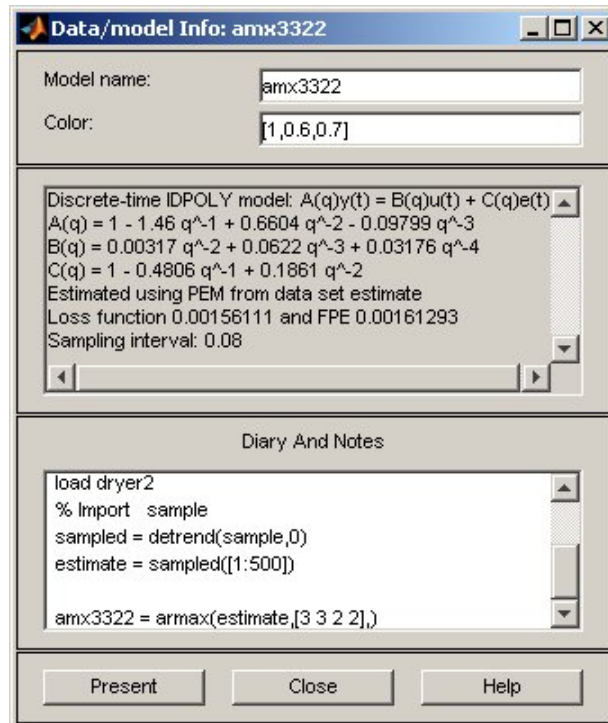 Data/model Info: amx3322
Model name:
amx3322
Color:
[1,0.6,0.7]
Discrete-time IDPOLY model: A(q)y(t) = B(q)u(t) + C(q)e(t)
A(q) = 1 - 1.46 q^-1 + 0.6604 q^-2 - 0.09799 q^-3
B(q) = 0.00317 q^-2 + 0.0622 q^-3 + 0.03176 q^-4
C(q) = 1 - 0.4806 q^-1 + 0.1861 q^-2
Estimated using PEM from data set estimate
Loss function 0.00156111 and FPE 0.00161293
Sampling interval: 0.08
Diary And Notes
load dryer2
% Import   sample
sampled = detrend(sample,0)
estimate = sampled([1:500])
amx3322 = armax(estimate,[3 3 2 2],)
Present
Close
Help